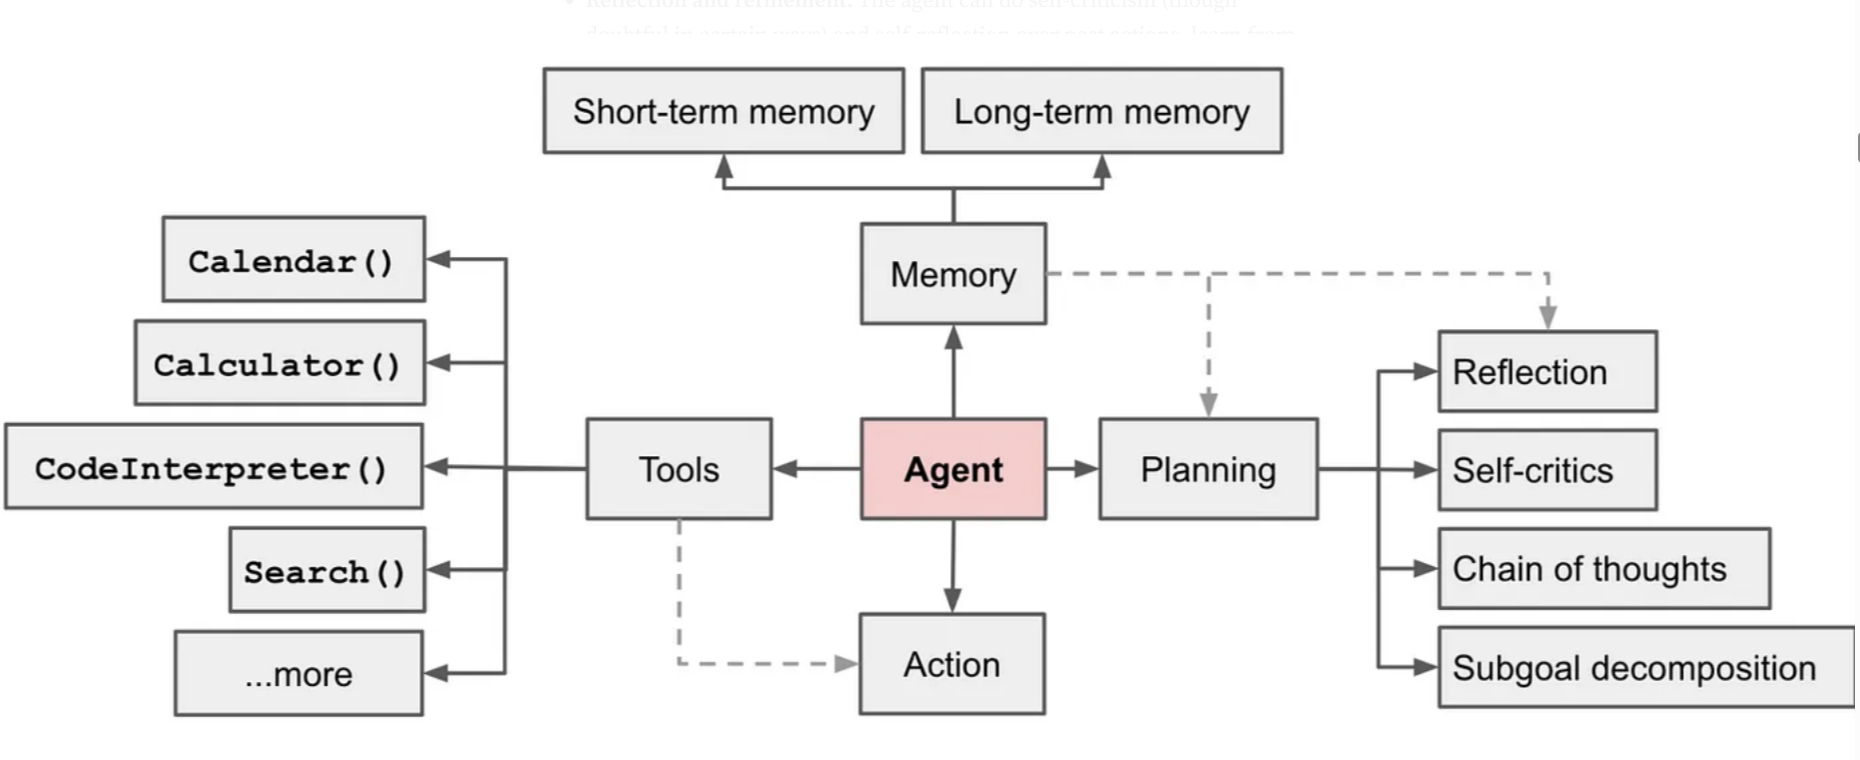 Reflection and refinement. The agent can do self-criticism (though
Short-term memory
Long-term memory
Calendar()
Memory
Calculator()
Reflection
CodeInterpreter()
Tools
Agent
Planning
Self-critics
Search()
Chain of thoughts
...more
Action
Subgoal decomposition